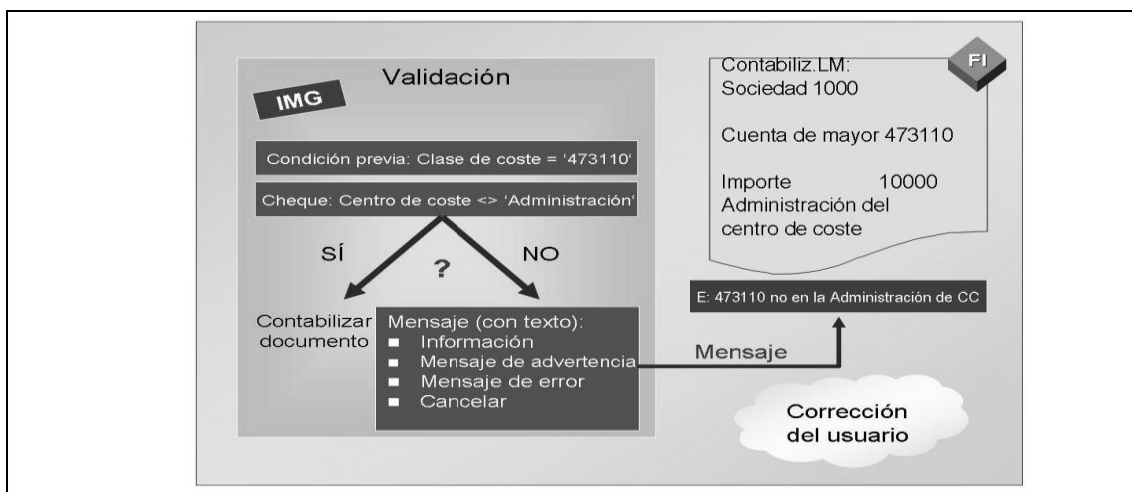 Validación
IMG
Condición previa: Clase de coste = '473110'
Cheque: Centro de coste <> 'Administración'
SÍ
?
NO
Contabilizar
documento
Mensaje (con texto):
Información
Mensaje de advertencia
Mensaje de error
Cancelar
FI
Contabiliz.LM:
Sociedad 1000
Cuenta de mayor 473110
Importe 10000
Administración del
centro de coste
E: 473110 no en la Administración de CC
Mensaje
Corrección
del usuario